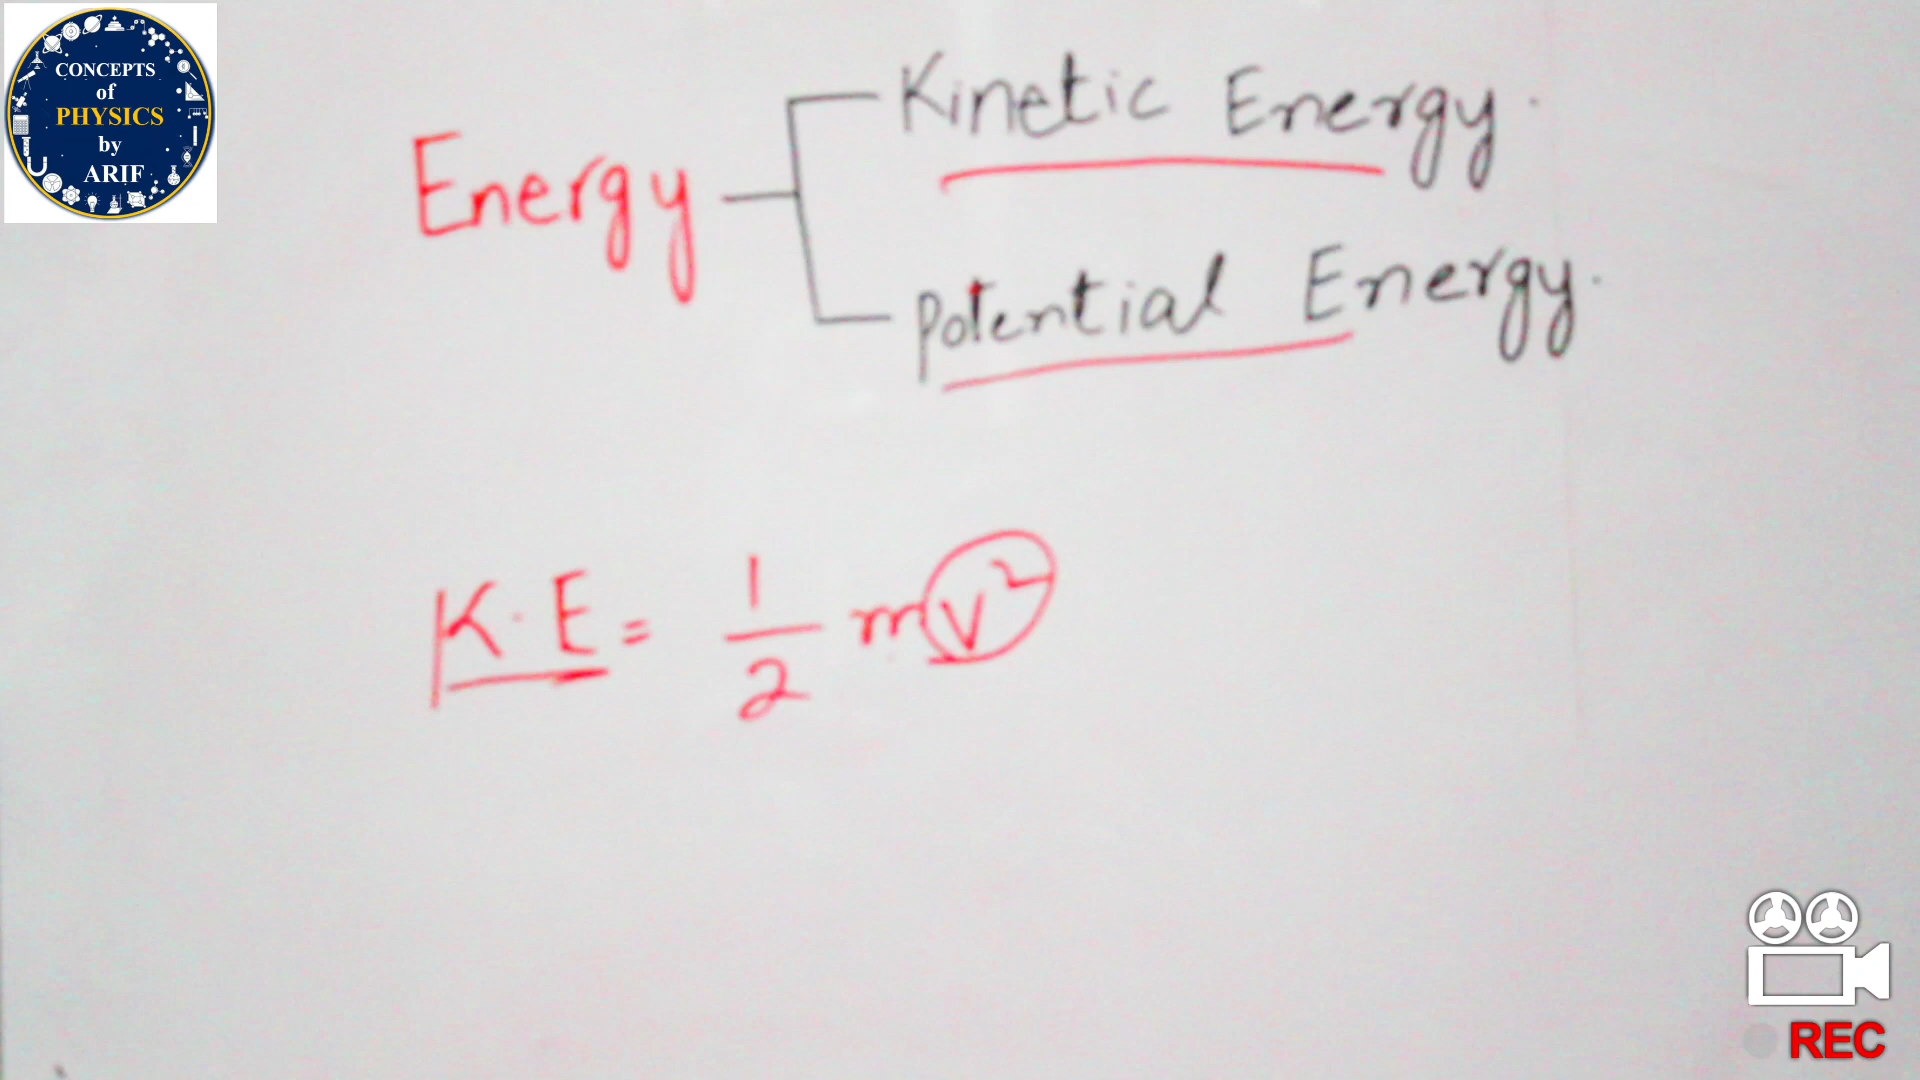 CONCEPTS
of
PHYSICS
by
ARIF
Energy
Kinetic Energy.
Potential Energy.
K.E = 1/2 mv²
REC